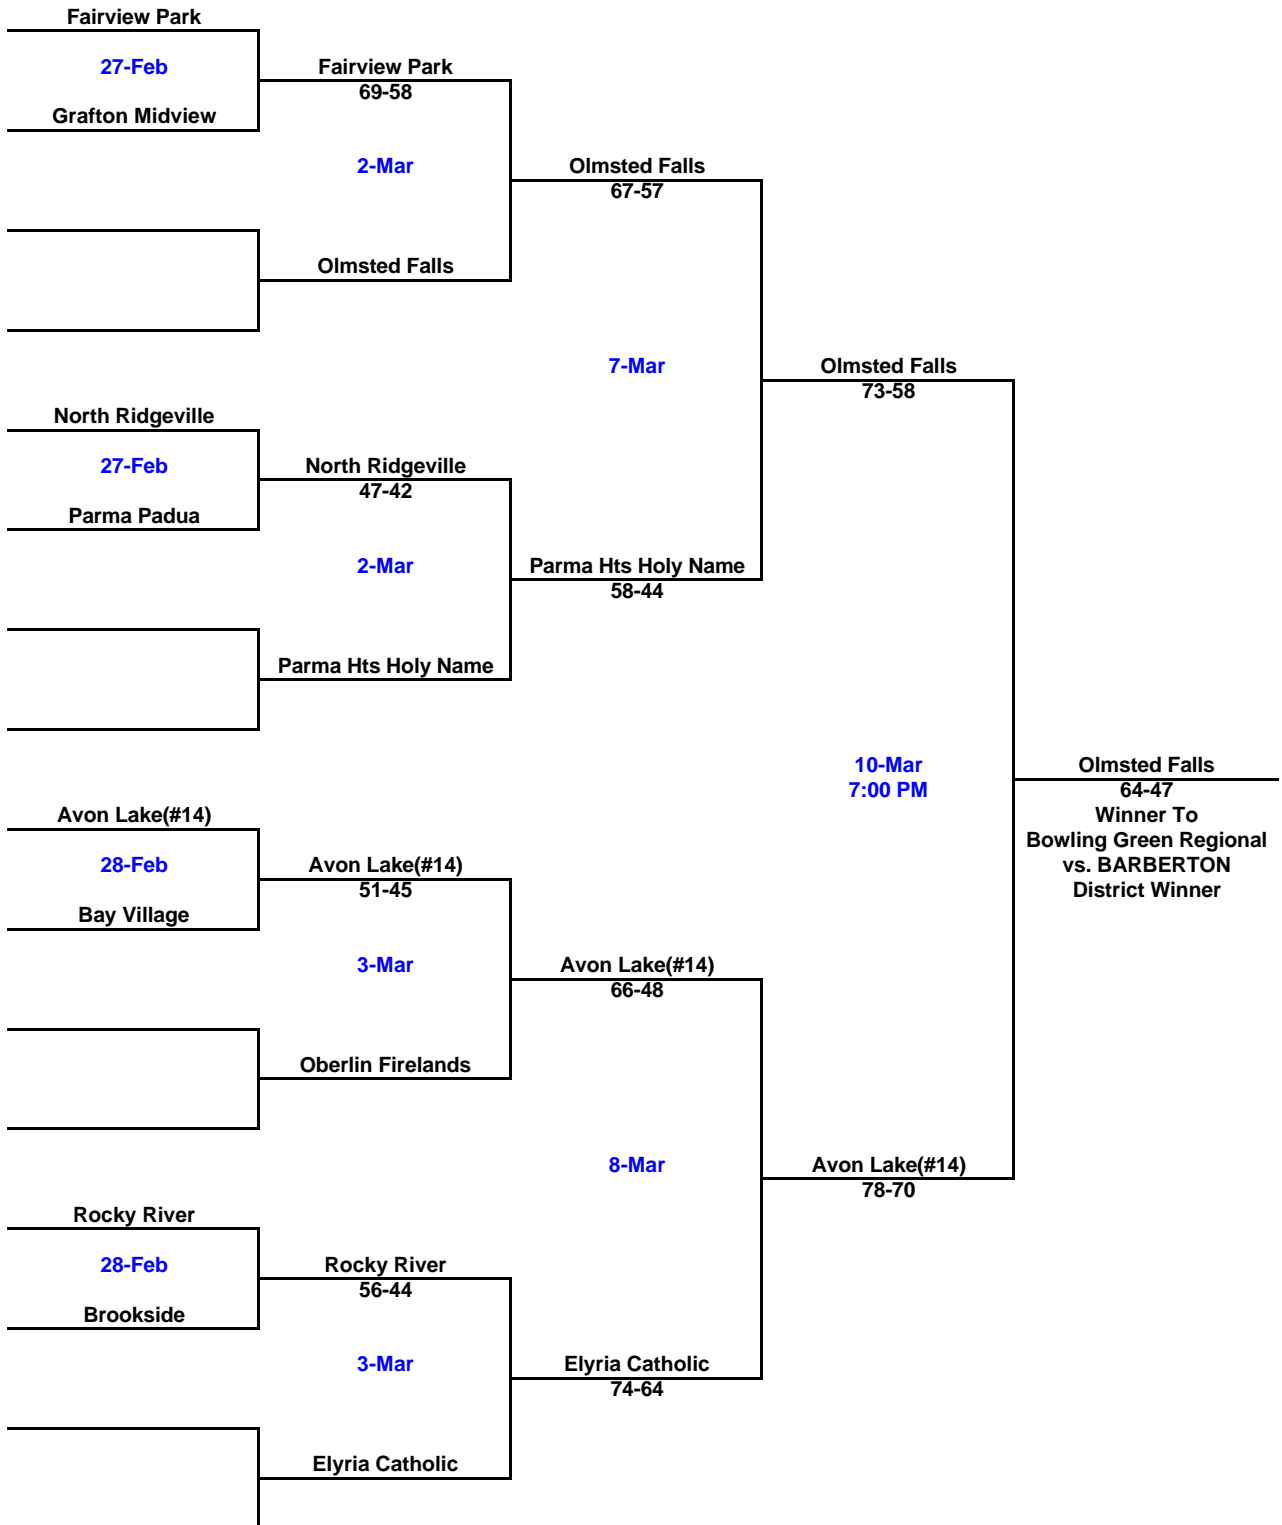 Fairview Park
27-Feb
Fairview Park
69-58
Grafton Midview
2-Mar
Olmsted Falls
67-57
Olmsted Falls
7-Mar
Olmsted Falls
73-58
North Ridgeville
27-Feb
North Ridgeville
47-42
Parma Padua
2-Mar
Parma Hts Holy Name
58-44
Parma Hts Holy Name
10-Mar
7:00 PM
Olmsted Falls
64-47
Winner To
Bowling Green Regional
vs. BARBERTON
District Winner
Avon Lake(#14)
28-Feb
Avon Lake(#14)
51-45
Bay Village
3-Mar
Avon Lake(#14)
66-48
Oberlin Firelands
8-Mar
Avon Lake(#14)
78-70
Rocky River
28-Feb
Rocky River
56-44
Brookside
3-Mar
Elyria Catholic
74-64
Elyria Catholic